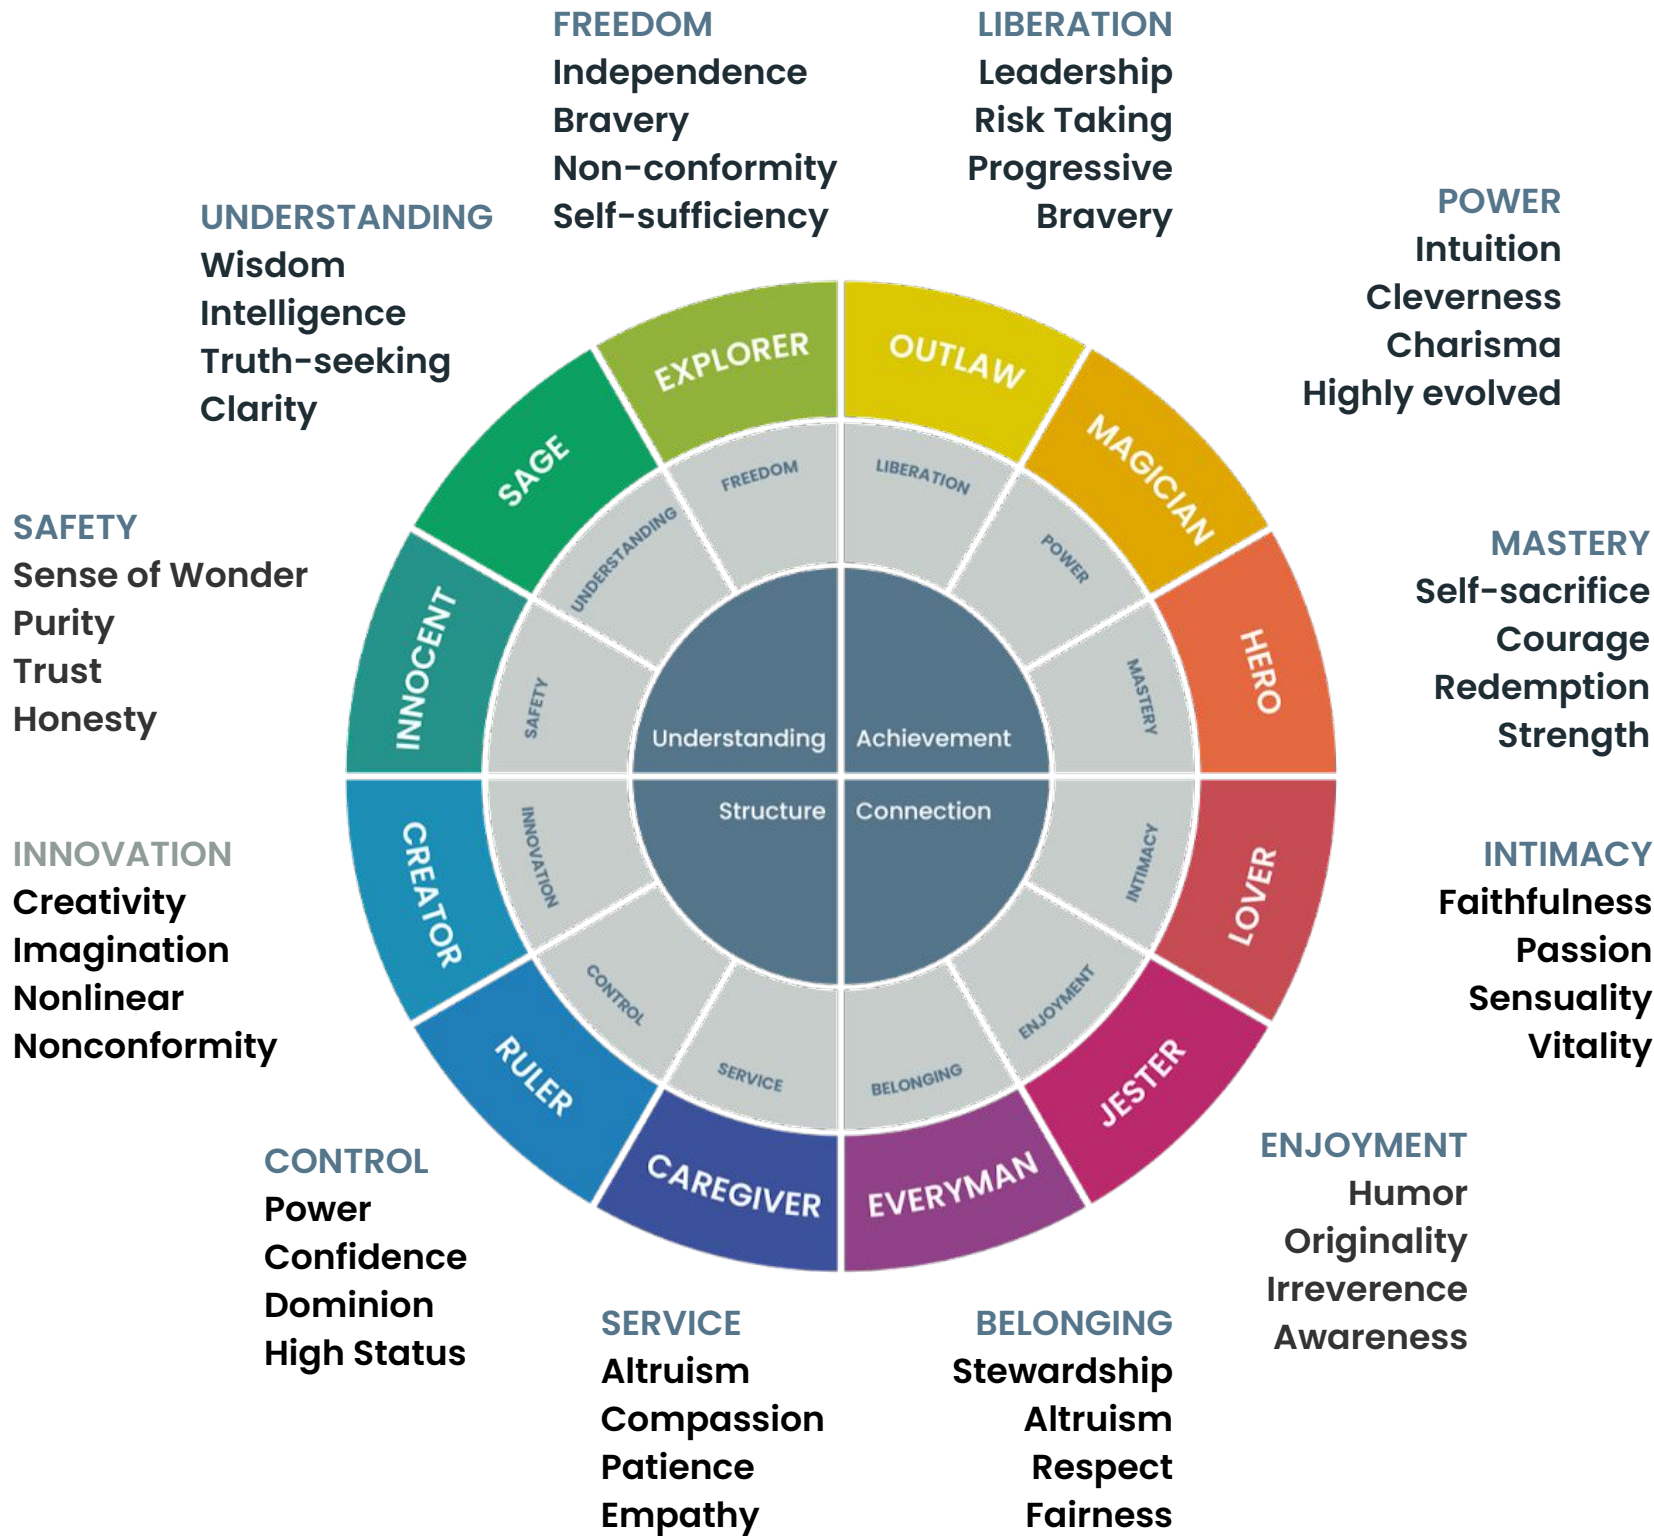 FREEDOM
Independence
Bravery
Non-conformity
Self-sufficiency
LIBERATION
Leadership
Risk Taking
Progressive
Bravery
UNDERSTANDING
Wisdom
Intelligence
Truth-seeking
Clarity
POWER
Intuition
Cleverness
Charisma
Highly evolved
SAFETY
Sense of Wonder
Purity
Trust
Honesty
MASTERY
Self-sacrifice
Courage
Redemption
Strength
INNOVATION
Creativity
Imagination
Nonlinear
Nonconformity
INTIMACY
Faithfulness
Passion
Sensuality
Vitality
CONTROL
Power
Confidence
Dominion
High Status
ENJOYMENT
Humor
Originality
Irreverence
Awareness
SERVICE
Altruism
Compassion
Patience
Empathy
BELONGING
Stewardship
Altruism
Respect
Fairness
EXPLORER
OUTLAW
MAGICIAN
HERO
LOVER
JESTER
EVERYMAN
CAREGIVER
RULER
CREATOR
INNOCENT
SAGE
FREEDOM
LIBERATION
POWER
MASTERY
INTIMACY
ENJOYMENT
BELONGING
SERVICE
CONTROL
INNOVATION
SAFETY
UNDERSTANDING
Understanding
Achievement
Structure
Connection